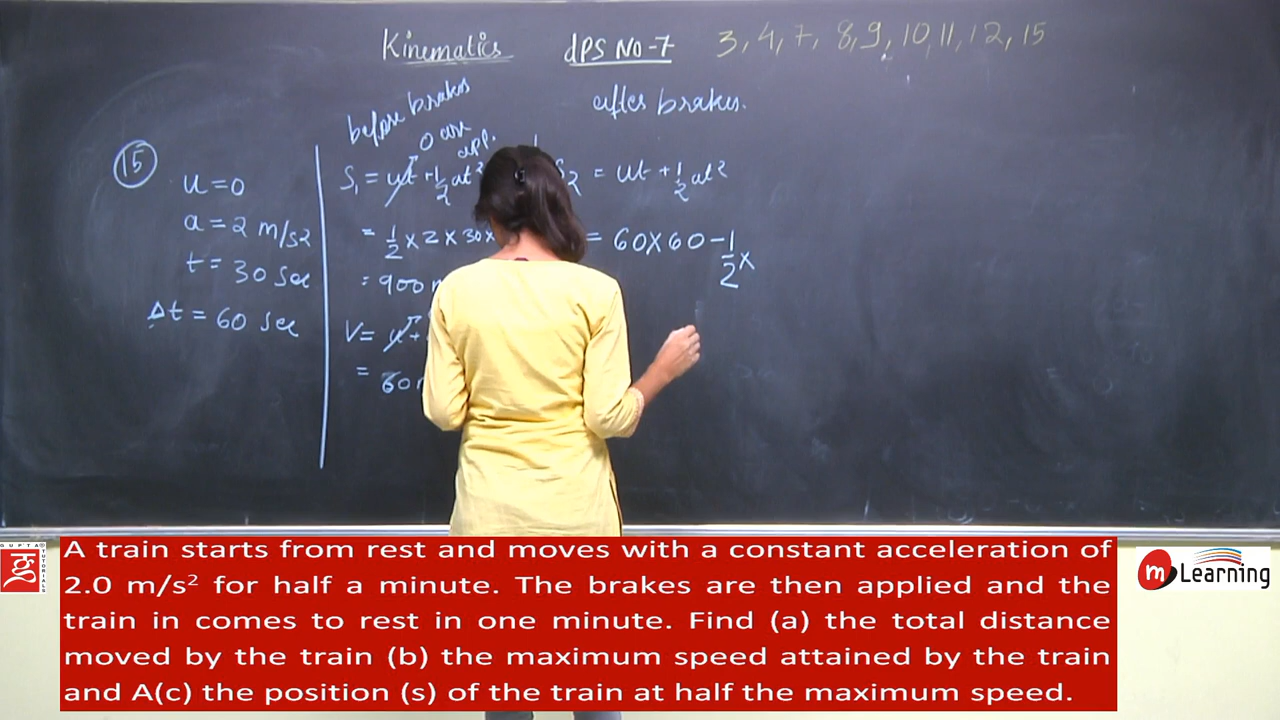 Kinematics DPS No-7 3, 4, 7, 8, 9, 10, 11, 12, 15
before brakes are app.
after brakes.
15
u = 0
a = 2 m/s2
t = 30 sec
Δt = 60 sec
0
S1 = ut + 1/2 at²
= 1/2 x 2 x 30 x
= 900
V = u +
= 60
S2 = ut + 1/2 at²
= 60 x 60 - 1/2 x
A train starts from rest and moves with a constant acceleration of
2.0 m/s² for half a minute. The brakes are then applied and the
train in comes to rest in one minute. Find (a) the total distance
moved by the train (b) the maximum speed attained by the train
and A(c) the position (s) of the train at half the maximum speed.
GUPTA
TUTORIALS
m Learning